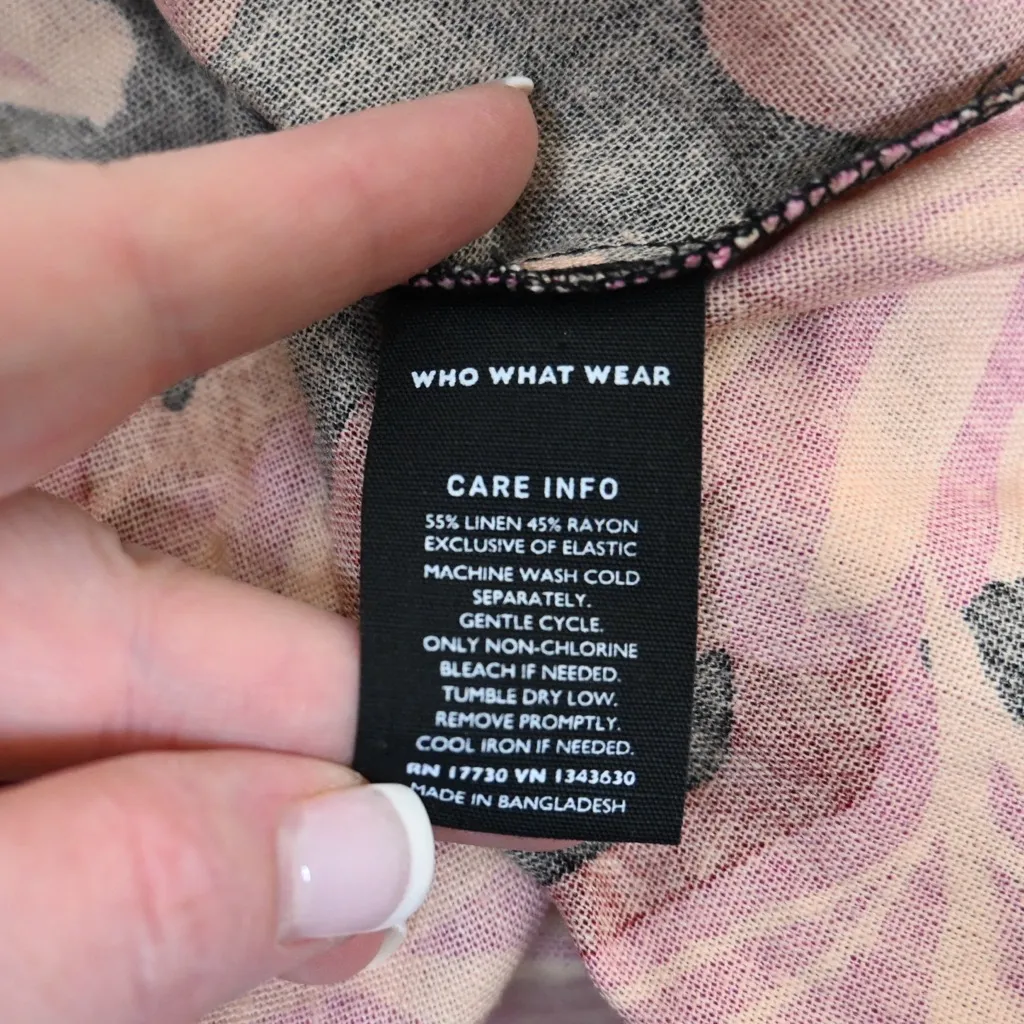 WHO WHAT WEAR
CARE INFO
55% LINEN 45% RAYON
EXCLUSIVE OF ELASTIC
MACHINE WASH COLD
SEPARATELY.
GENTLE CYCLE.
ONLY NON-CHLORINE
BLEACH IF NEEDED.
TUMBLE DRY LOW.
REMOVE PROMPTLY.
COOL IRON IF NEEDED.
RN 17730 VN 1343630
MADE IN BANGLADESH